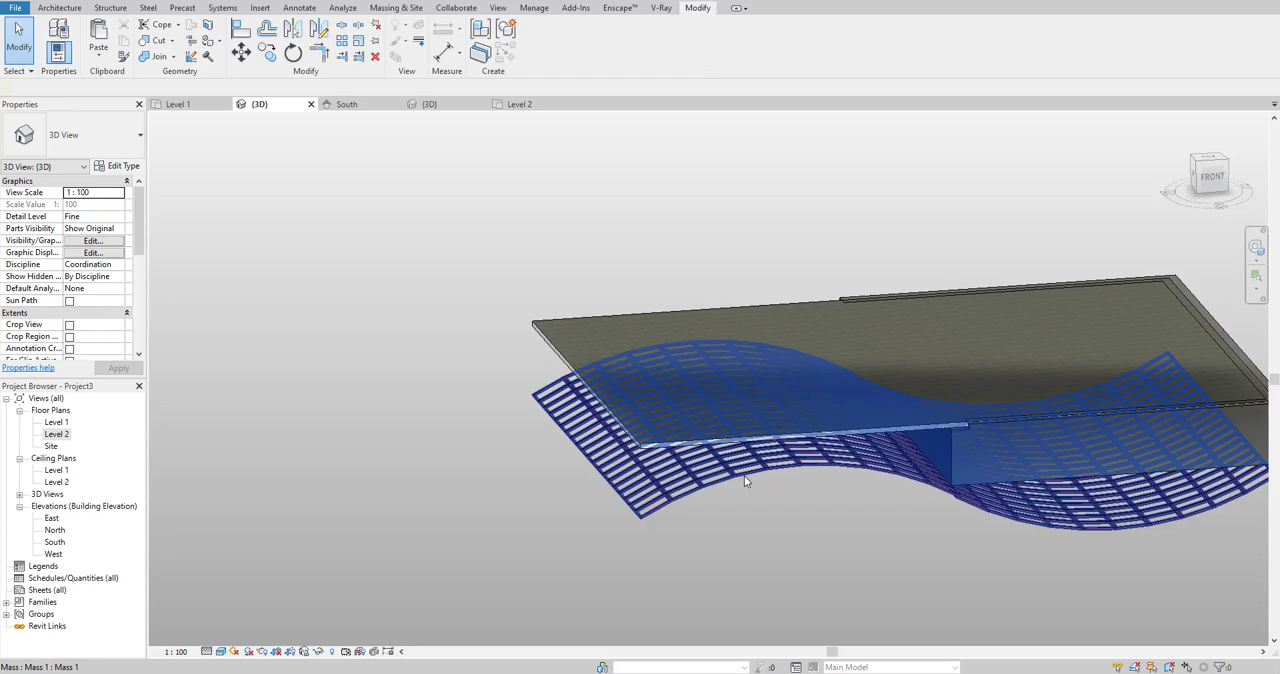 File Architecture Structure Steel Precast Systems Insert Annotate Analyze Massing & Site Collaborate View Manage Add-Ins Enscape™ V-Ray Modify
Modify Properties Paste Cope Cut Join
Select Properties Clipboard Geometry Modify View Measure Create
Properties Level 1 {3D} South {3D} Level 2
3D View
3D View: {3D} Edit Type
Graphics
View Scale 1 : 100
Scale Value 1: 100
Detail Level Fine
Parts Visibility Show Original
Visibility/Grap... Edit...
Graphic Displ... Edit...
Discipline Coordination
Show Hidden ... By Discipline
Default Analy... None
Sun Path
Extents
Crop View
Crop Region ...
Annotation Cr...
Properties help Apply
Project Browser - Project3
Views (all)
Floor Plans
Level 1
Level 2
Site
Ceiling Plans
Level 1
Level 2
3D Views
Elevations (Building Elevation)
East
North
South
West
Legends
Schedules/Quantities (all)
Sheets (all)
Families
Groups
Revit Links
FRONT
1 : 100
Mass : Mass 1 : Mass 1 :0 Main Model :0